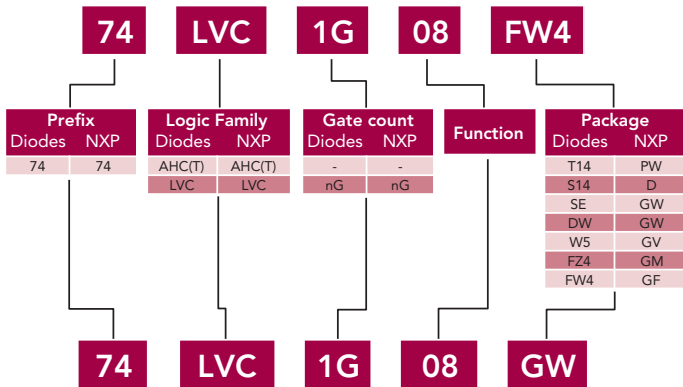 74 LVC 1G 08 FW4
Prefix Logic Family Gate count Function Package
Diodes NXP Diodes NXP Diodes NXP Diodes NXP
74 74 AHC(T) AHC(T) - - T14 PW
LVC LVC nG nG S14 D
SE GW
DW GW
W5 GV
FZ4 GM
FW4 GF
74 LVC 1G 08 GW